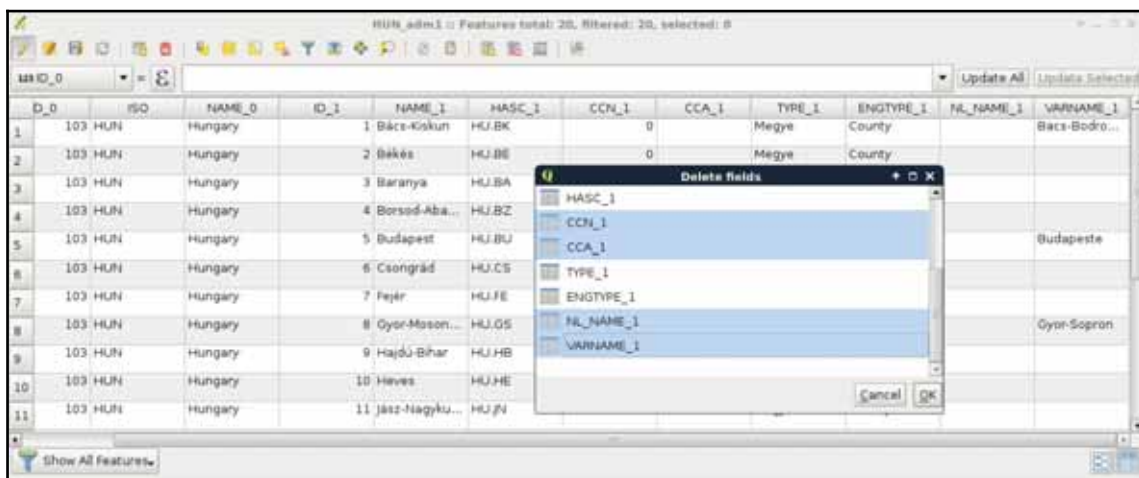 HUN_adm1 :: Features total: 20, filtered: 20, selected: 0
123 ID_0 = ε Update All Update Selected
D_0 ISO NAME_0 ID_1 NAME_1 HASC_1 CCN_1 CCA_1 TYPE_1 ENGTYPE_1 NL_NAME_1 VARNAME_1
1 103 HUN Hungary 1 Bács-Kiskun HU.BK 0 Megye County Bacs-Bodro...
2 103 HUN Hungary 2 Békés HU.BE 0 Megye County
3 103 HUN Hungary 3 Baranya HU.BA
4 103 HUN Hungary 4 Borsod-Aba... HU.BZ
5 103 HUN Hungary 5 Budapest HU.BU Budapeste
6 103 HUN Hungary 6 Csongrád HU.CS
7 103 HUN Hungary 7 Fejér HU.FE
8 103 HUN Hungary 8 Gyor-Moson... HU.GS Gyor-Sopron
9 103 HUN Hungary 9 Hajdú-Bihar HU.HB
10 103 HUN Hungary 10 Heves HU.HE
11 103 HUN Hungary 11 Jász-Nagyku... HU.JN
Delete fields
HASC_1
CCN_1
CCA_1
TYPE_1
ENGTYPE_1
NL_NAME_1
VARNAME_1
Cancel OK
Show All Features